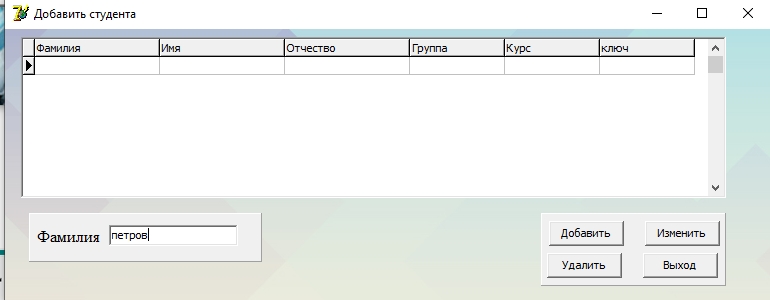 Добавить студента
Фамилия Имя Отчество Группа Курс ключ
Фамилия петров
Добавить Изменить
Удалить Выход